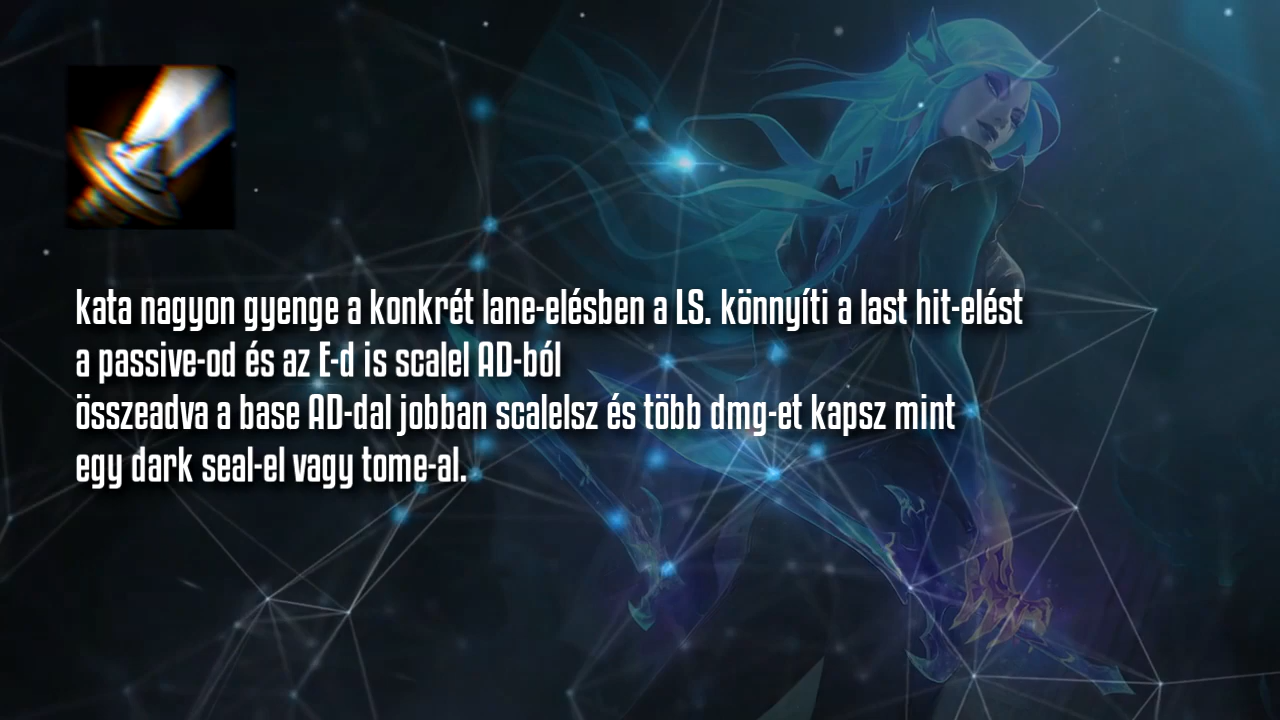 kata nagyon gyenge a konkrét lane-elésben a LS. könnyíti a last hit-elést
a passive-od és az E-d is scalel AD-ból
összeadva a base AD-dal jobban scalelsz és több dmg-et kapsz mint
egy dark seal-el vagy tome-al.